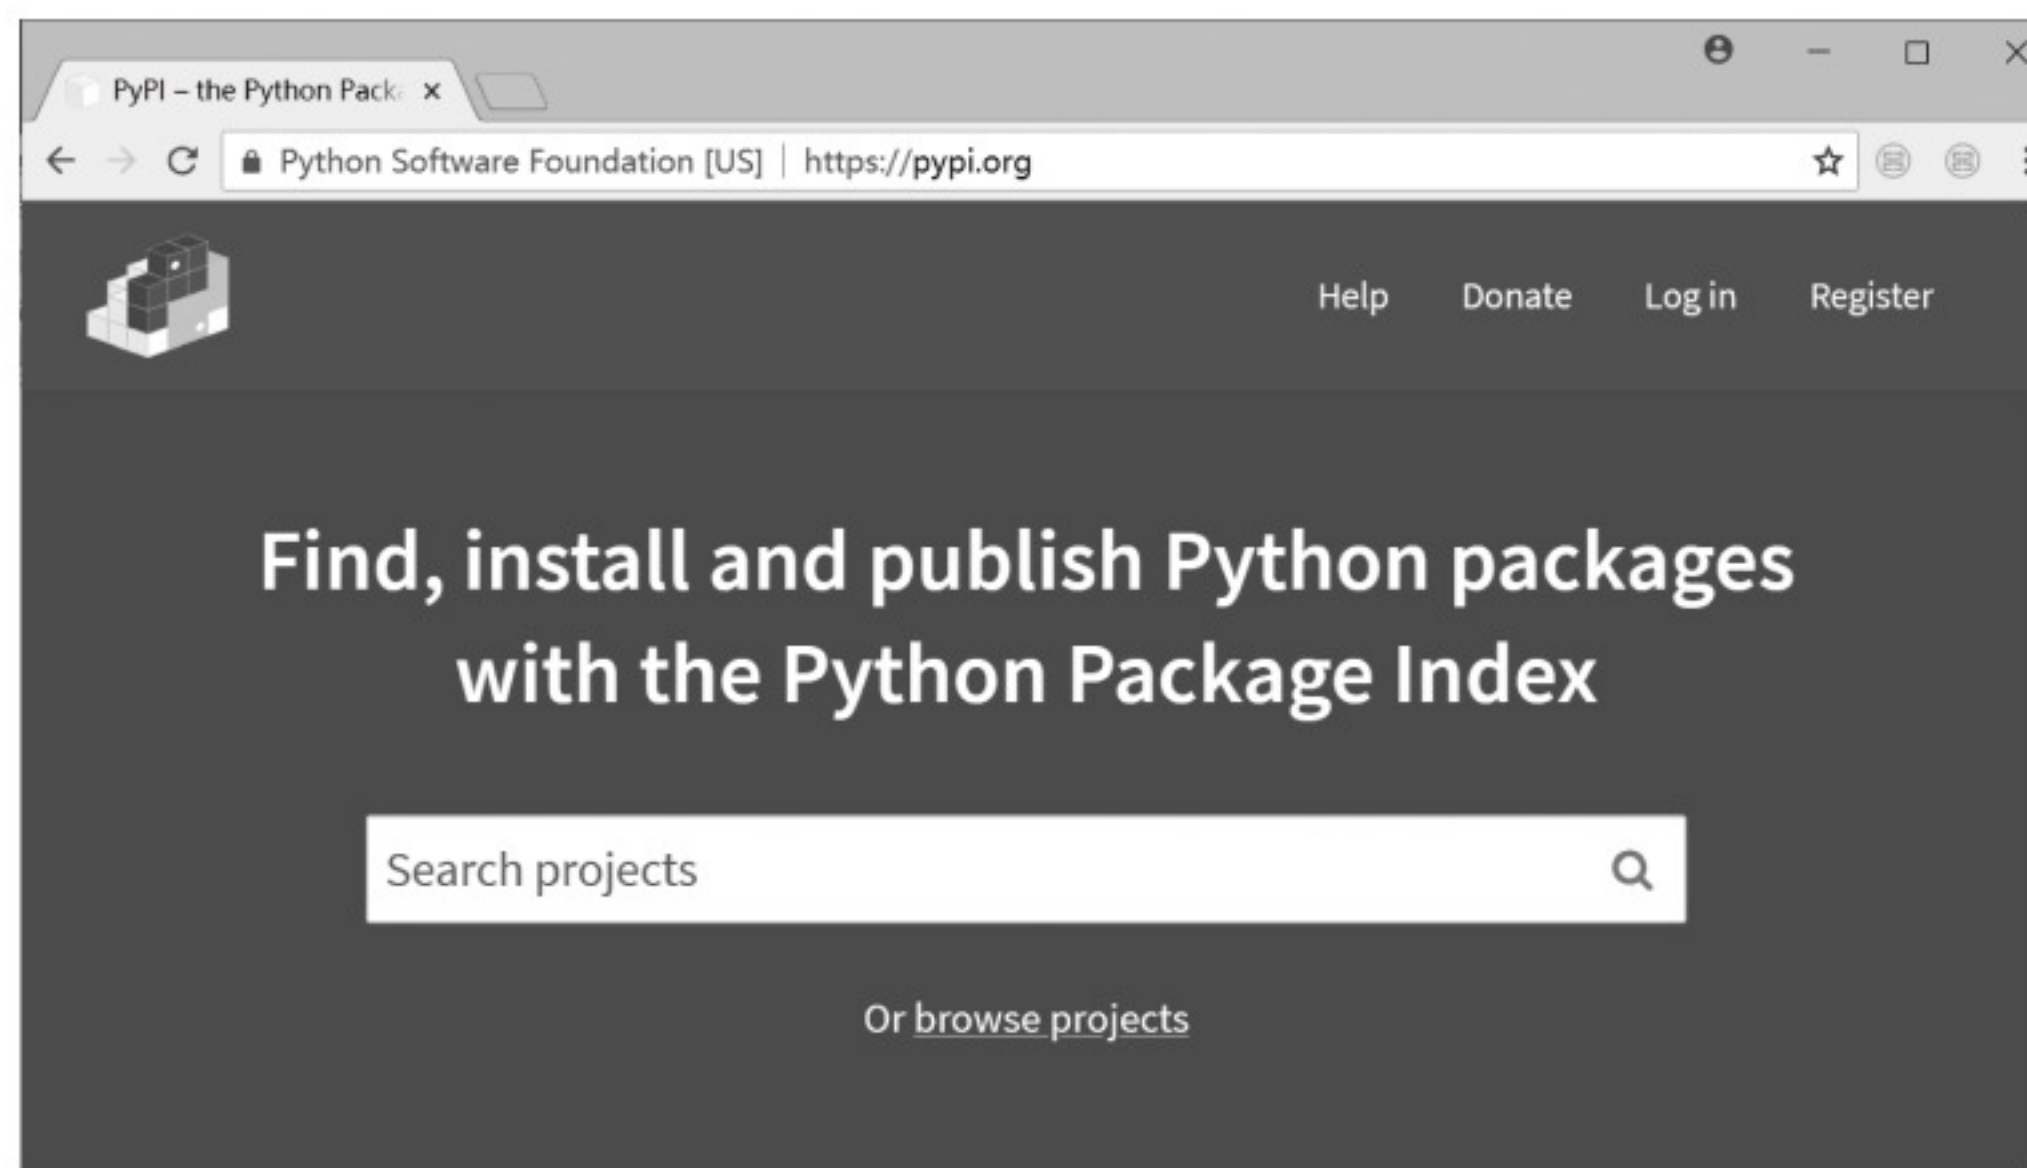 PyPI – the Python Pack
Python Software Foundation [US] | https://pypi.org
Help Donate Log in Register
Find, install and publish Python packages
with the Python Package Index
Search projects
Or browse projects